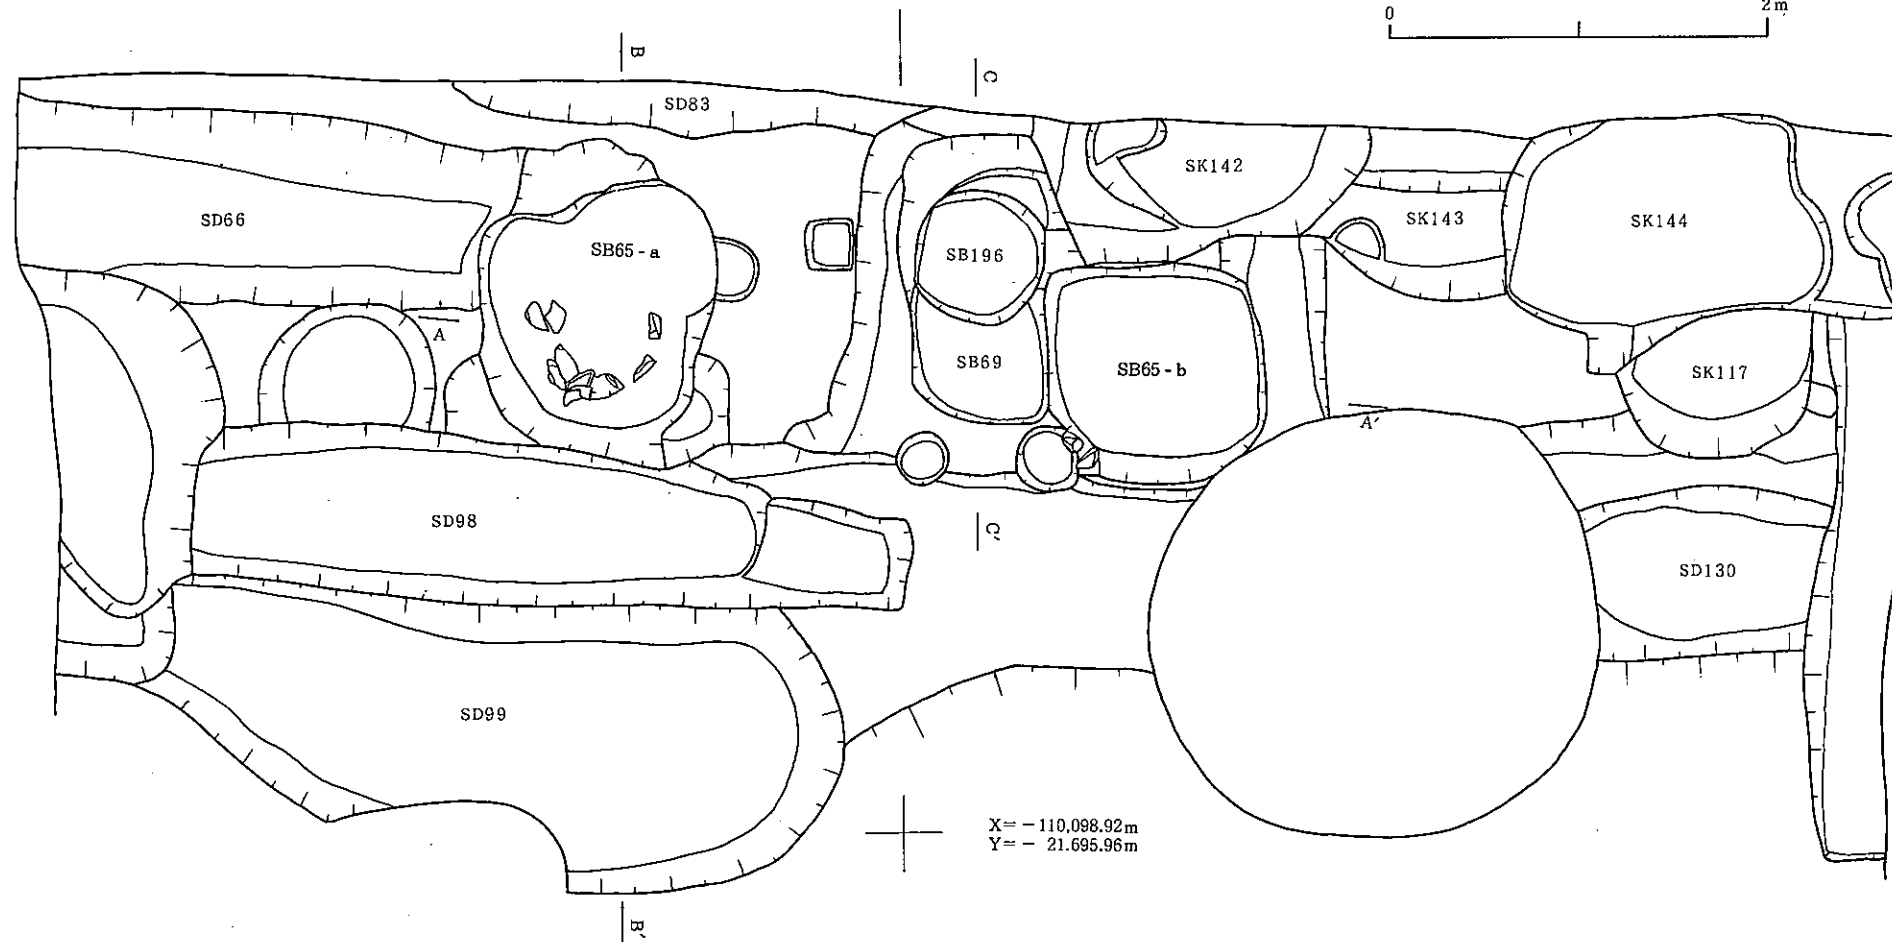 0 2m
B
C
SD83
SK142
SK143
SK144
SD66
SB65-a
SB196
A
SB69
SB65-b
SK117
A′
SD98
C′
SD130
SD99
X=-110,098.92m
Y=- 21.695.96m
B′